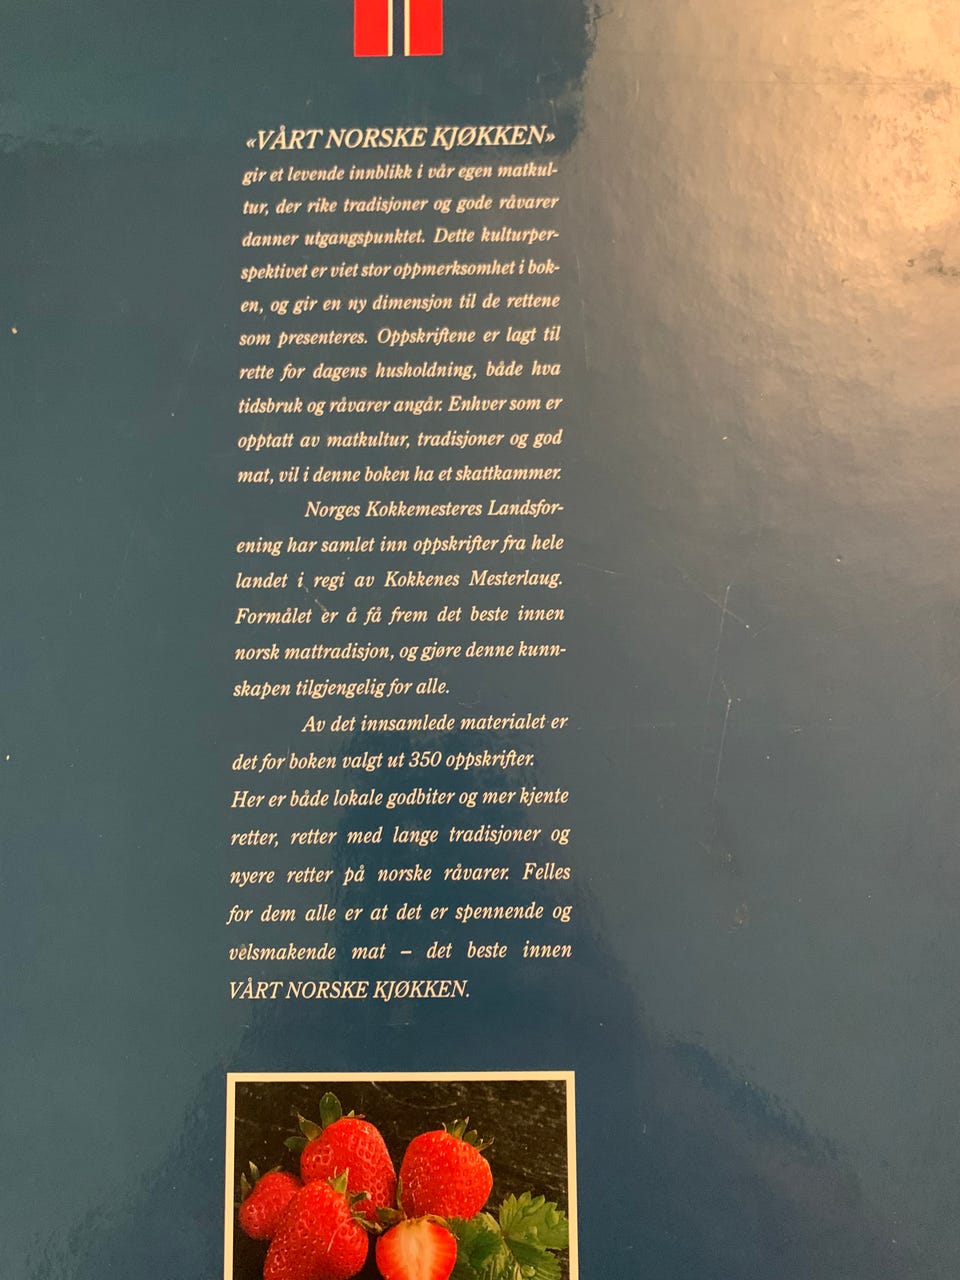 «VÅRT NORSKE KJØKKEN»
gir et levende innblikk i vår egen matkul-
tur, der rike tradisjoner og gode råvarer
danner utgangspunktet. Dette kulturper-
spektivet er viet stor oppmerksomhet i bok-
en, og gir en ny dimensjon til de rettene
som presenteres. Oppskriftene er lagt til
rette for dagens husholdning, både hva
tidsbruk og råvarer angår. Enhver som er
opptatt av matkultur, tradisjoner og god
mat, vil i denne boken ha et skattkammer.
Norges Kokkemesteres Landsfor-
ening har samlet inn oppskrifter fra hele
landet i regi av Kokkenes Mesterlaug.
Formålet er å få frem det beste innen
norsk mattradisjon, og gjøre denne kunn-
skapen tilgjengelig for alle.
Av det innsamlede materialet er
det for boken valgt ut 350 oppskrifter.
Her er både lokale godbiter og mer kjente
retter, retter med lange tradisjoner og
nyere retter på norske råvarer. Felles
for dem alle er at det er spennende og
velsmakende mat – det beste innen
VÅRT NORSKE KJØKKEN.